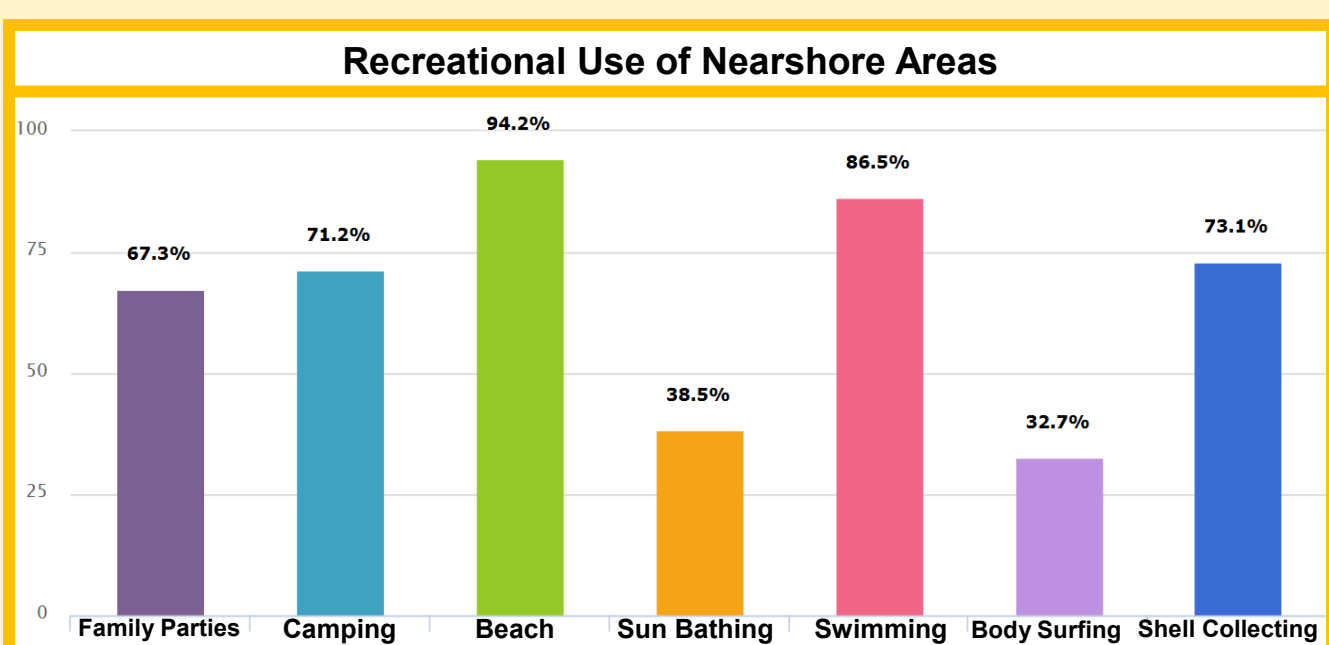 Recreational Use of Nearshore Areas
100
75
50
25
0
67.3%
71.2%
94.2%
38.5%
86.5%
32.7%
73.1%
Family Parties
Camping
Beach
Sun Bathing
Swimming
Body Surfing
Shell Collecting